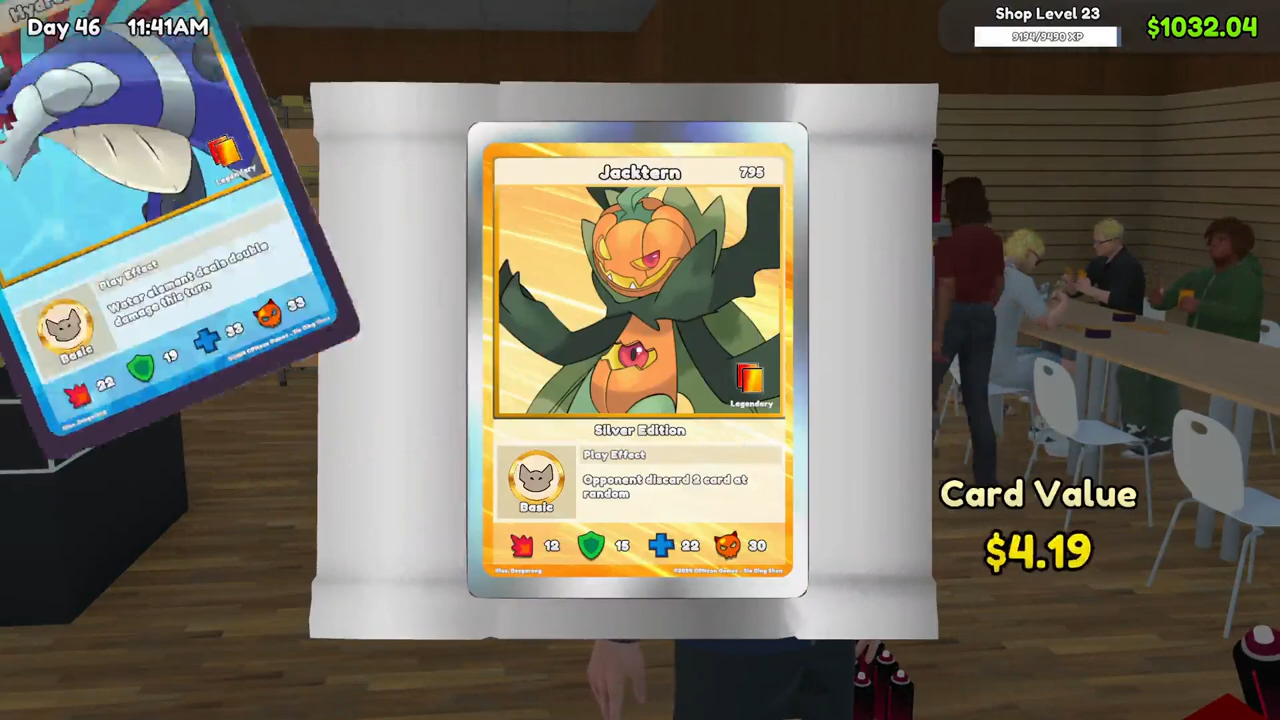 Day 46 11:41AM
Shop Level 23
9194/9490 XP
$1032.04
Legendary
Play Effect
Water element deals double
damage this turn
Basic
22
19
33
33
Jacktern 795
Legendary
Silver Edition
Play Effect
Opponent discard 2 card at
random
Basic
12 15 22 30
Card Value
$4.19